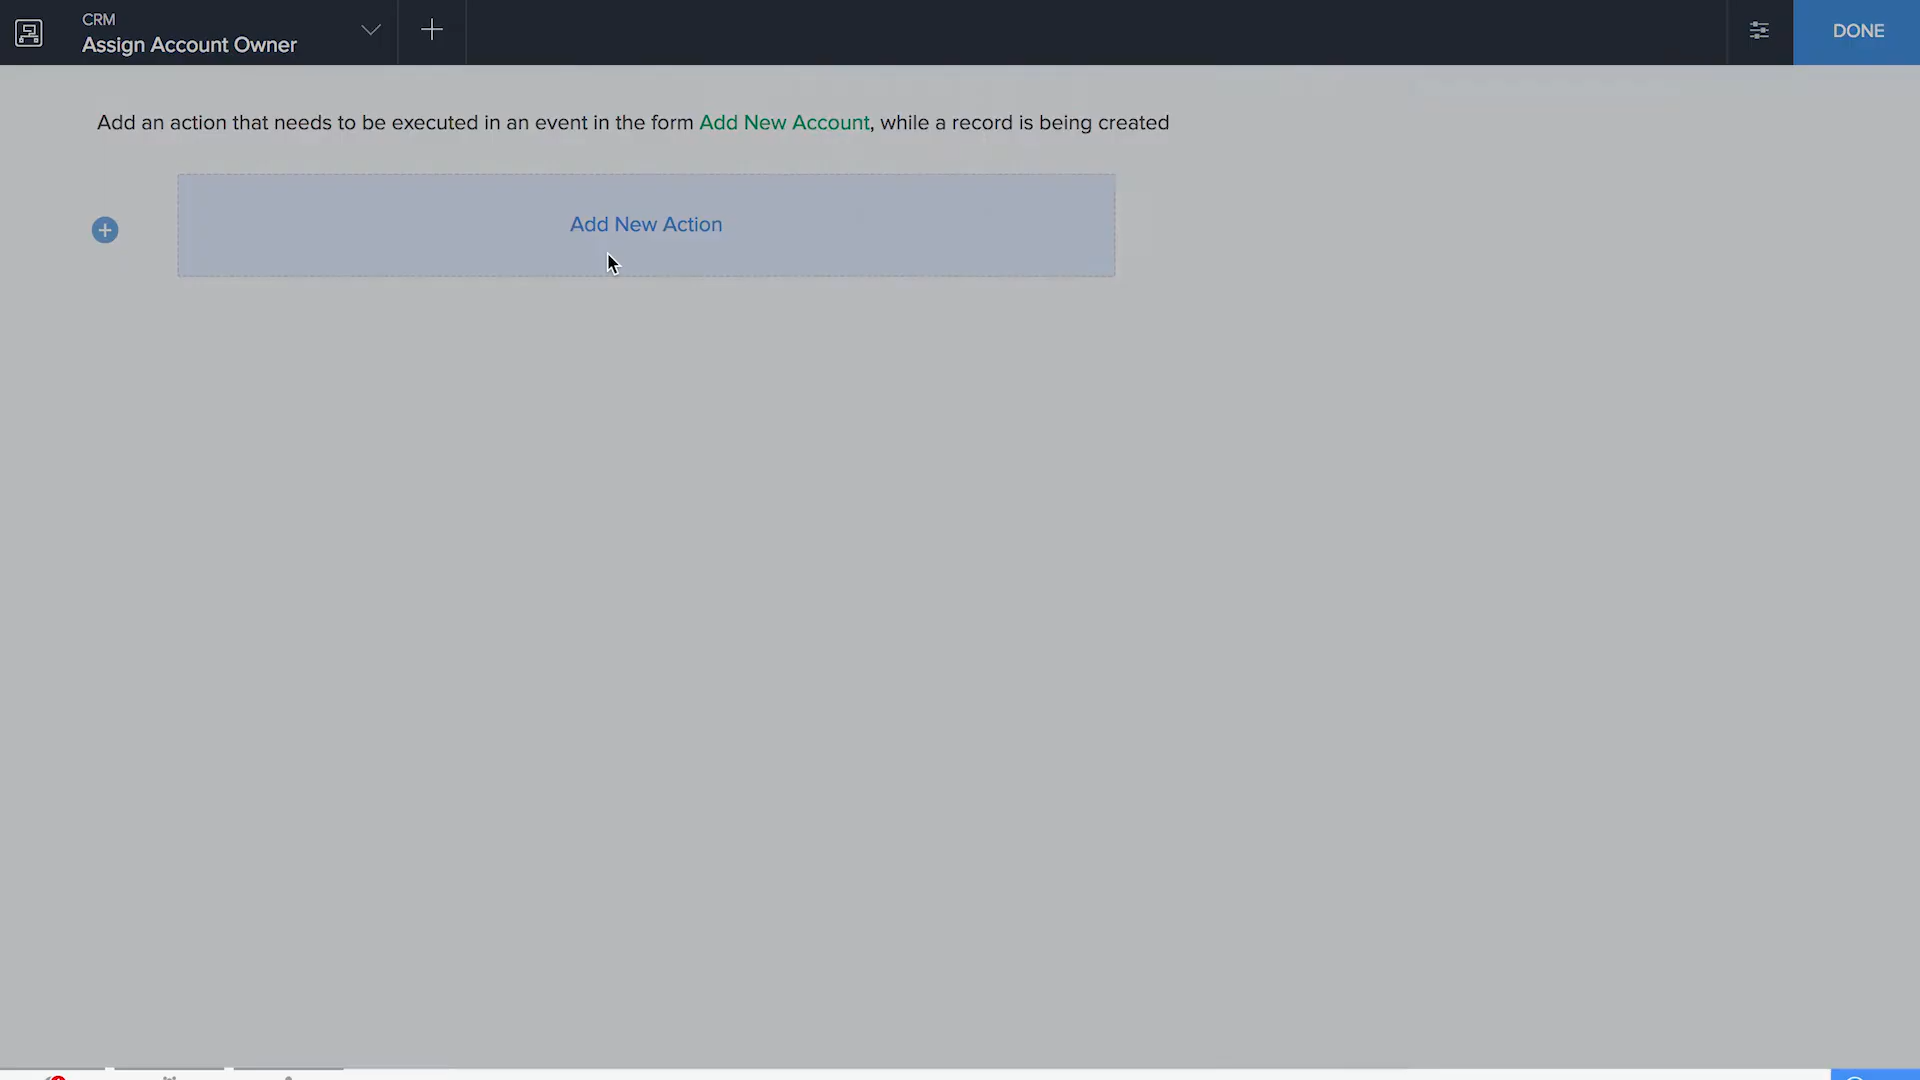 CRM
Assign Account Owner
DONE
Add an action that needs to be executed in an event in the form Add New Account, while a record is being created
Add New Action